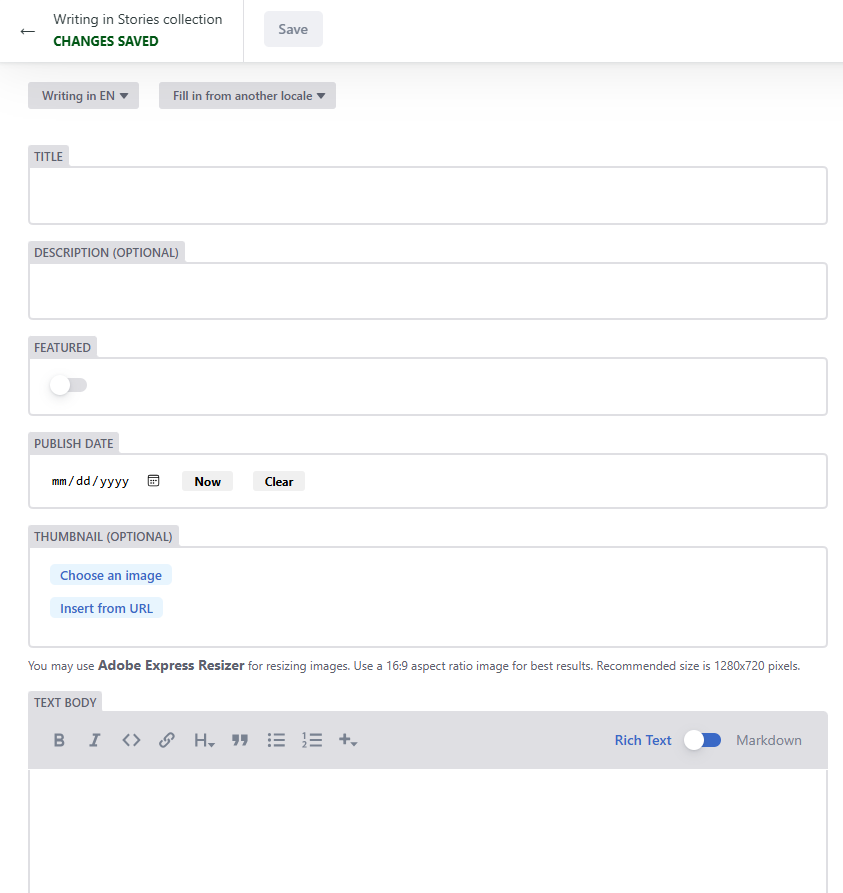 Writing in Stories collection
CHANGES SAVED
Save
Writing in EN
Fill in from another locale
TITLE
DESCRIPTION (OPTIONAL)
FEATURED
PUBLISH DATE
mm/dd/yyyy
Now
Clear
THUMBNAIL (OPTIONAL)
Choose an image
Insert from URL
You may use Adobe Express Resizer for resizing images. Use a 16:9 aspect ratio image for best results. Recommended size is 1280x720 pixels.
TEXT BODY
Rich Text
Markdown